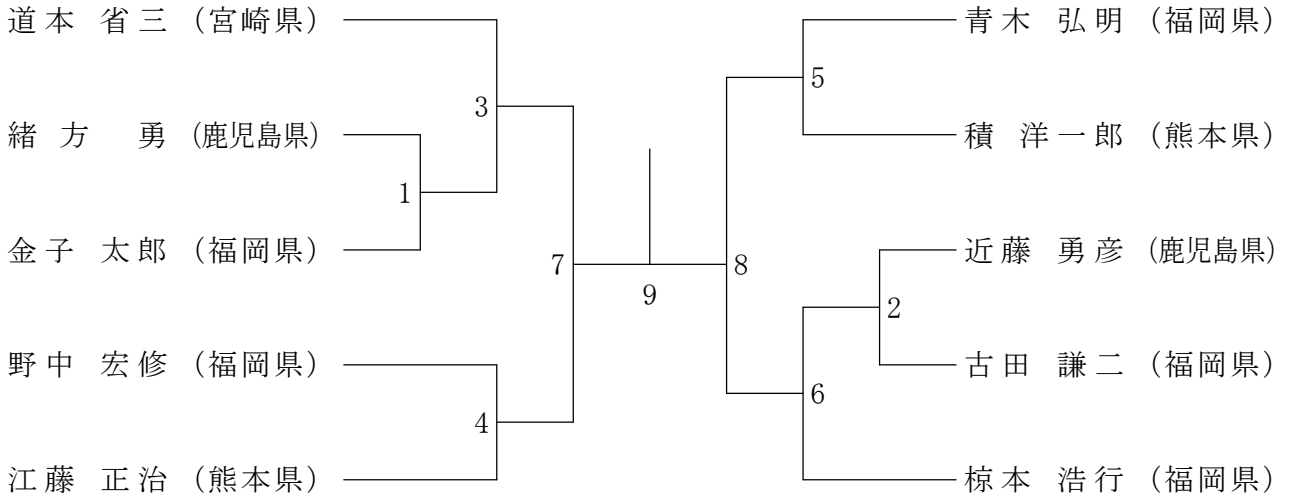 道本 省三 (宮崎県)
緒方 勇 (鹿児島県)
金子 太郎 (福岡県)
野中 宏修 (福岡県)
江藤 正治 (熊本県)
1
3
4
7
9
8
5
2
6
青木 弘明 (福岡県)
積 洋一郎 (熊本県)
近藤 勇彦 (鹿児島県)
古田 謙二 (福岡県)
椋本 浩行 (福岡県)